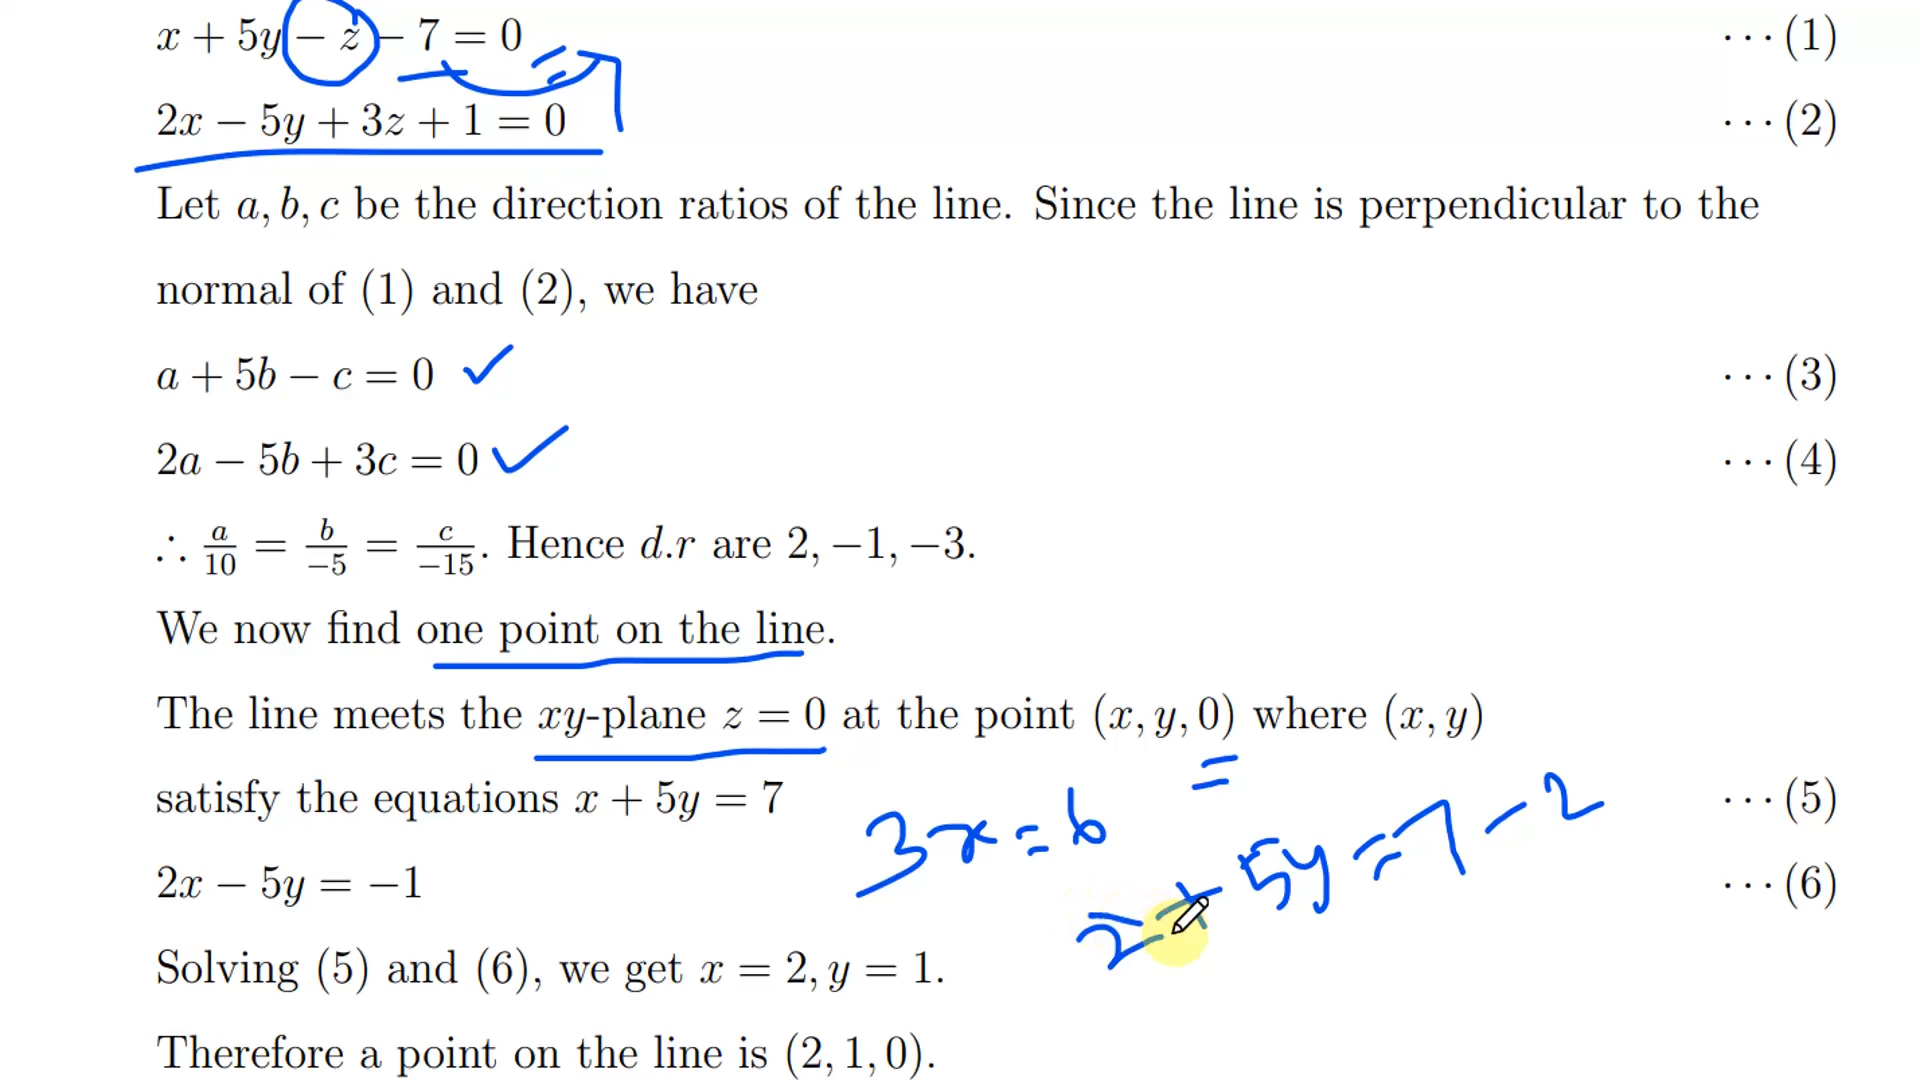 x + 5y − z − 7 = 0 ⋯ (1)
2x − 5y + 3z + 1 = 0 ⋯ (2)
Let a, b, c be the direction ratios of the line. Since the line is perpendicular to the
normal of (1) and (2), we have
a + 5b − c = 0 ⋯ (3)
2a − 5b + 3c = 0 ⋯ (4)
∴ a/10 = b/−5 = c/−15. Hence d.r are 2, −1, −3.
We now find one point on the line.
The line meets the xy-plane z = 0 at the point (x, y, 0) where (x, y)
satisfy the equations x + 5y = 7 ⋯ (5)
3x = 6
5y = 7 − 2
2x − 5y = −1 ⋯ (6)
Solving (5) and (6), we get x = 2, y = 1.
Therefore a point on the line is (2, 1, 0).